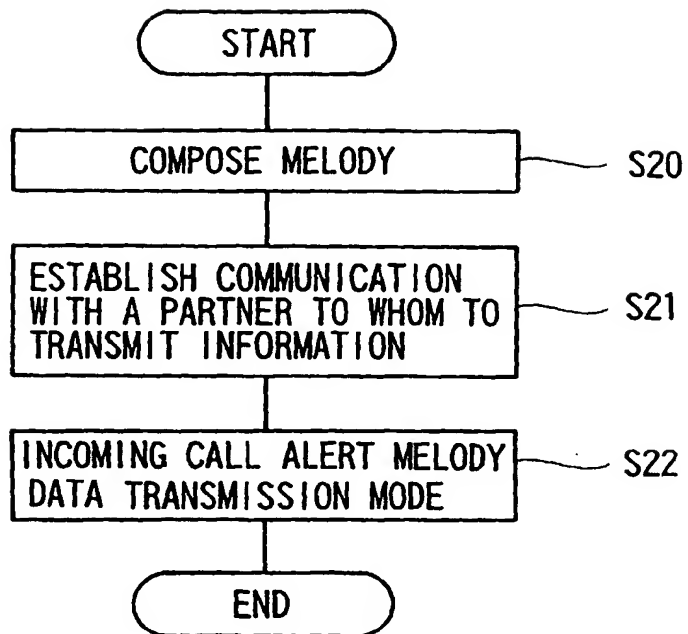 START
COMPOSE MELODY
S20
ESTABLISH COMMUNICATION
WITH A PARTNER TO WHOM TO
TRANSMIT INFORMATION
S21
INCOMING CALL ALERT MELODY
DATA TRANSMISSION MODE
S22
END